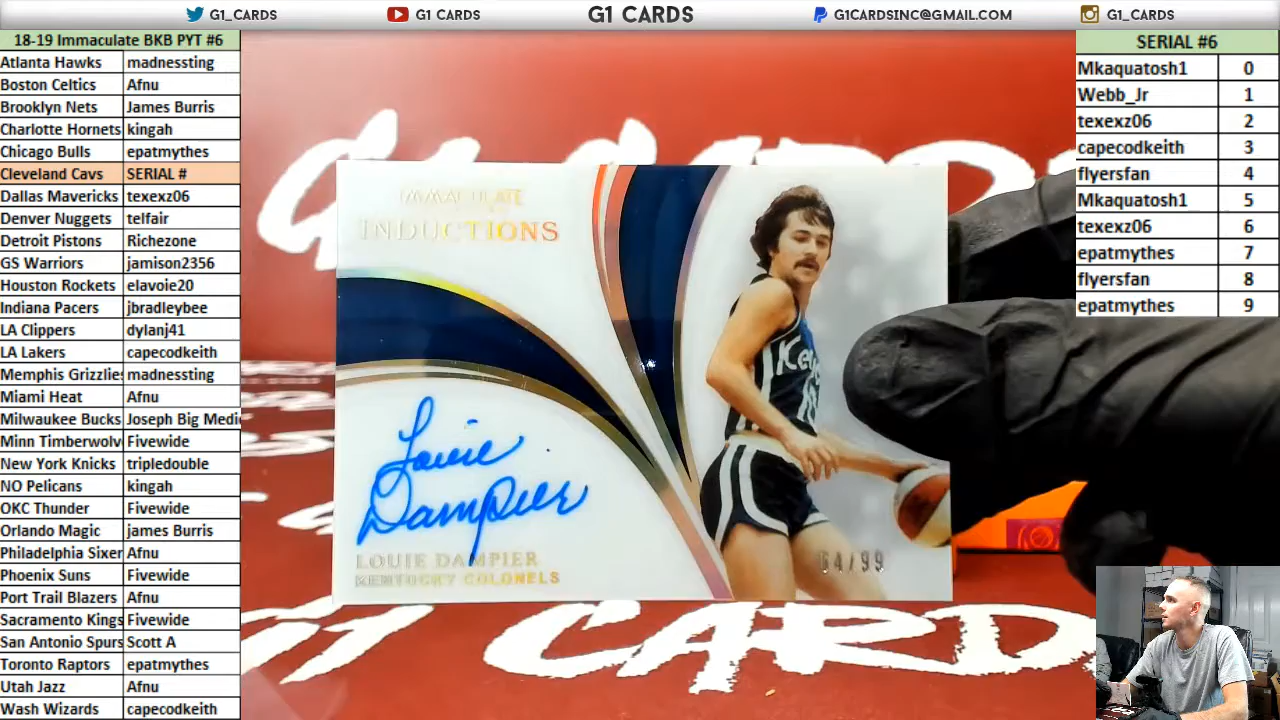 G1_CARDS
G1 CARDS
G1 CARDS
G1CARDSINC@GMAIL.COM
G1_CARDS
18-19 Immaculate BKB PYT #6
Atlanta Hawks madnessting
Boston Celtics Afnu
Brooklyn Nets James Burris
Charlotte Hornets kingah
Chicago Bulls epatmythes
Cleveland Cavs SERIAL #
Dallas Mavericks texexz06
Denver Nuggets telfair
Detroit Pistons Richezone
GS Warriors jamison2356
Houston Rockets elavoie20
Indiana Pacers jbradleybee
LA Clippers dylanj41
LA Lakers capecodkeith
Memphis Grizzlies madnessting
Miami Heat Afnu
Milwaukee Bucks Joseph Big Medi
Minn Timberwolv Fivewide
New York Knicks tripledouble
NO Pelicans kingah
OKC Thunder Fivewide
Orlando Magic james Burris
Philadelphia Sixer Afnu
Phoenix Suns Fivewide
Port Trail Blazers Afnu
Sacramento Kings Fivewide
San Antonio Spurs Scott A
Toronto Raptors epatmythes
Utah Jazz Afnu
Wash Wizards capecodkeith
SERIAL #6
Mkaquatosh1 0
Webb_Jr 1
texexz06 2
capecodkeith 3
flyersfan 4
Mkaquatosh1 5
texexz06 6
epatmythes 7
flyersfan 8
epatmythes 9
IMMACULATE
INDUCTIONS
Louie
Dampier
LOUIE DAMPIER
KENTUCKY COLONELS
64/99
G1 CARD